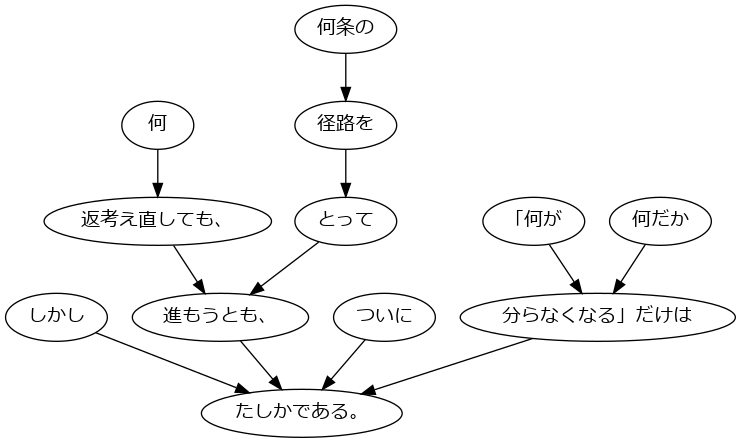 何条の
何
径路を
返考え直しても、
とって
「何が
何だか
しかし
進もうとも、
ついに
分らなくなる」だけは
たしかである。